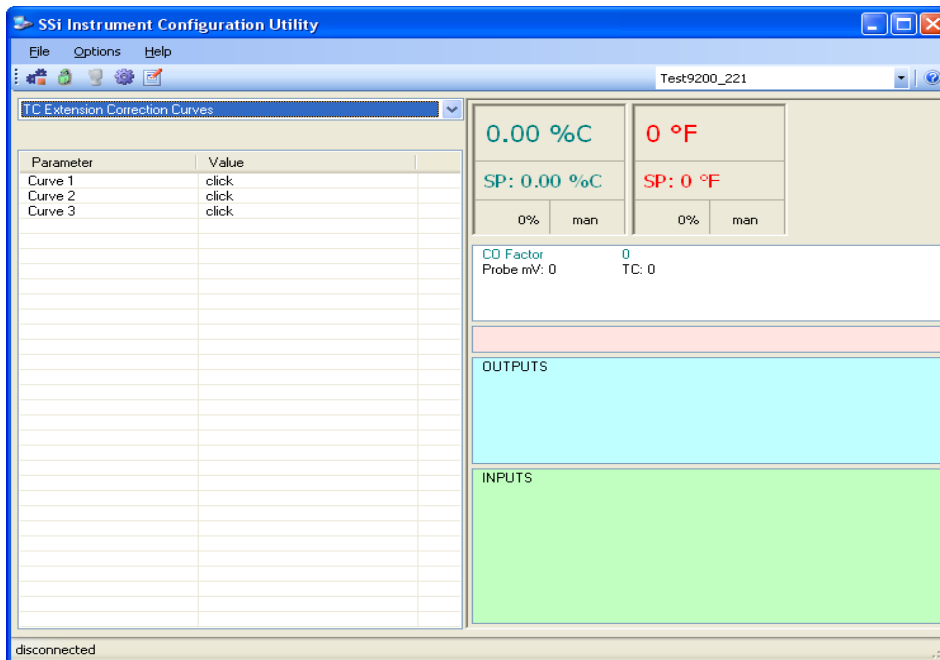 SSi Instrument Configuration Utility
File Options Help
Test9200_221
TC Extension Correction Curves
Parameter Value
Curve 1 click
Curve 2 click
Curve 3 click
0.00 %C
SP: 0.00 %C
0% man
0 °F
SP: 0 °F
0% man
CO Factor 0
Probe mV: 0 TC: 0
OUTPUTS
INPUTS
disconnected